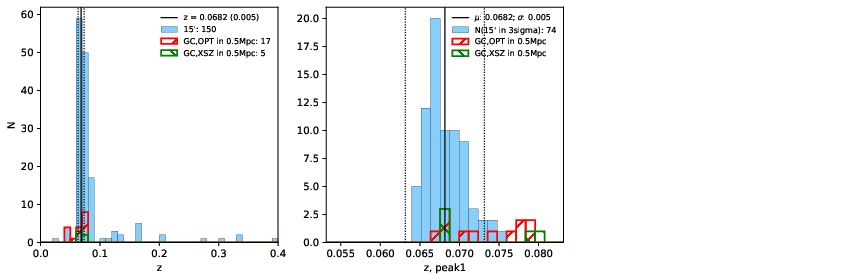 z = 0.0682 (0.005)
15': 150
GC,OPT in 0.5Mpc: 17
GC,XSZ in 0.5Mpc: 5
60
50
40
30
20
10
0
N
0.0 0.1 0.2 0.3 0.4
z
μ: 0.0682; σ: 0.005
N(15' in 3sigma): 74
GC,OPT in 0.5Mpc
GC,XSZ in 0.5Mpc
20.0
17.5
15.0
12.5
10.0
7.5
5.0
2.5
0.0
0.055 0.060 0.065 0.070 0.075 0.080
z, peak1